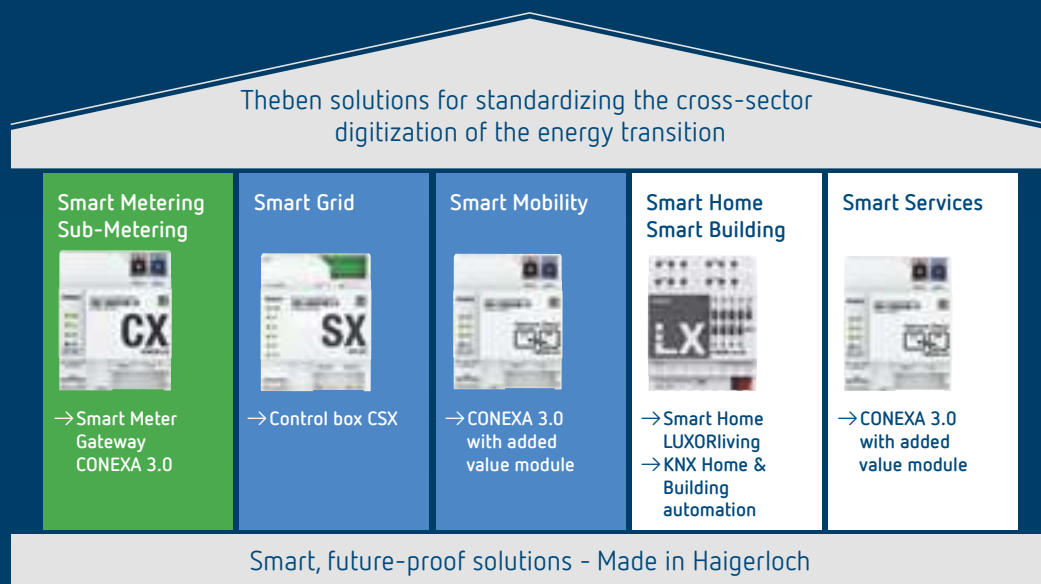 Theben solutions for standardizing the cross-sector
digitization of the energy transition
Smart Metering
Sub-Metering
CX
→Smart Meter
Gateway
CONEXA 3.0
Smart Grid
SX
→Control box CSX
Smart Mobility
→CONEXA 3.0
with added
value module
Smart Home
Smart Building
LX
→Smart Home
LUXORliving
→KNX Home &
Building
automation
Smart Services
→CONEXA 3.0
with added
value module
Smart, future-proof solutions - Made in Haigerloch